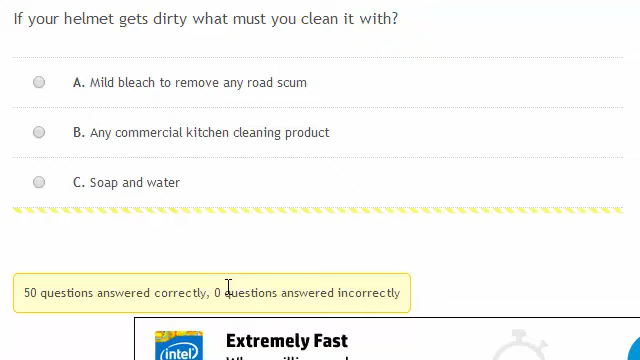 If your helmet gets dirty what must you clean it with?
A. Mild bleach to remove any road scum
B. Any commercial kitchen cleaning product
C. Soap and water
50 questions answered correctly, 0 questions answered incorrectly
Extremely Fast
intel